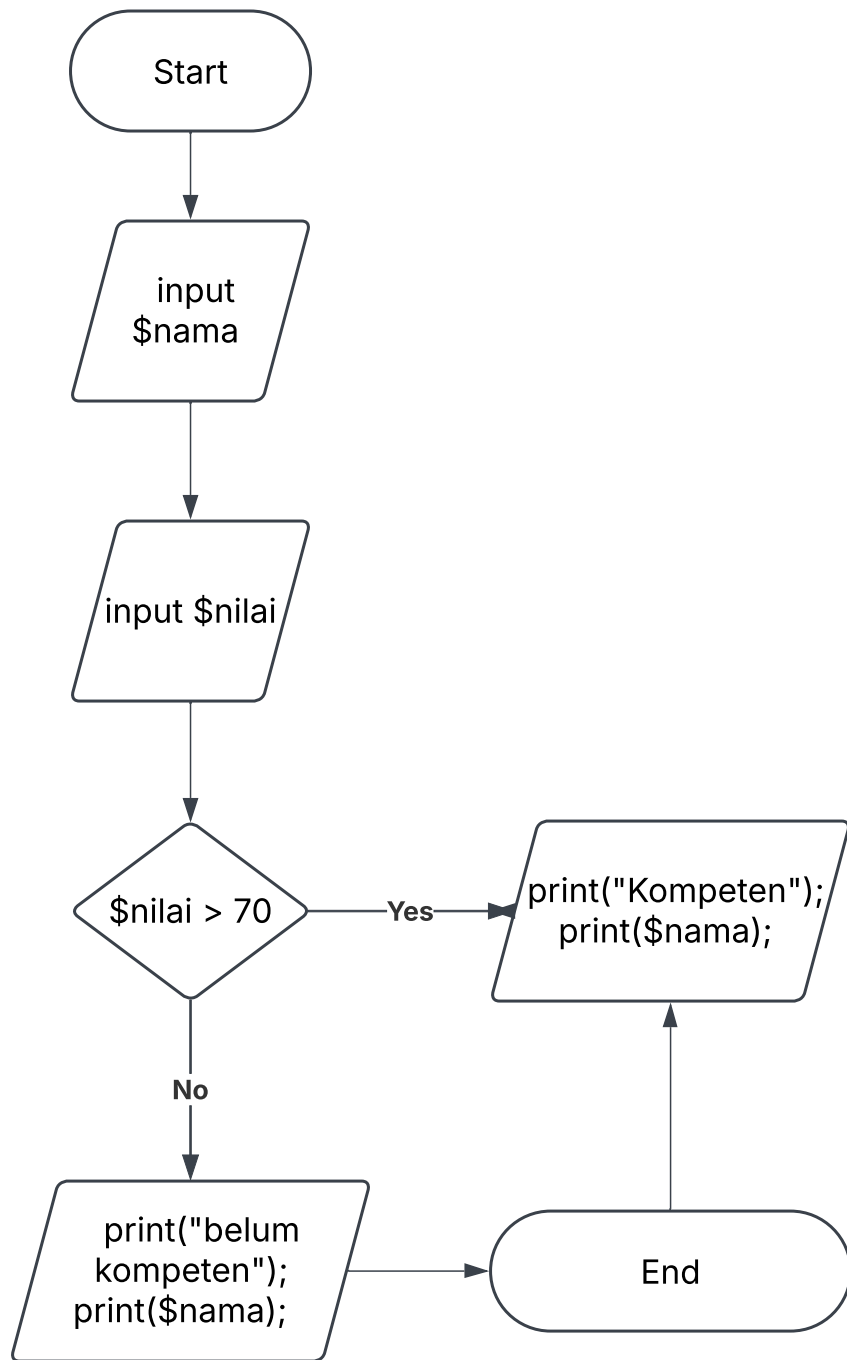 Start
input
$nama
input $nilai
$nilai > 70
Yes
print("Kompeten");
print($nama);
No
print("belum
kompeten");
print($nama);
End